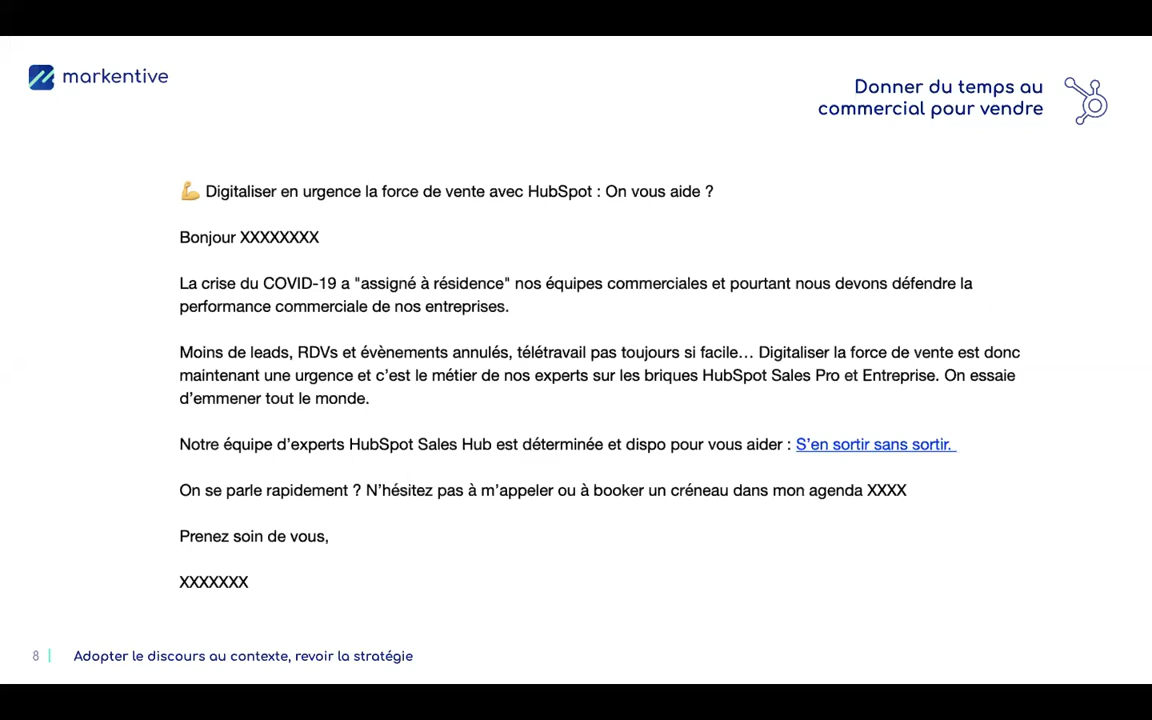 markentive
Donner du temps au
commercial pour vendre
💪 Digitaliser en urgence la force de vente avec HubSpot : On vous aide ?
Bonjour XXXXXXXX
La crise du COVID-19 a "assigné à résidence" nos équipes commerciales et pourtant nous devons défendre la
performance commerciale de nos entreprises.
Moins de leads, RDVs et évènements annulés, télétravail pas toujours si facile… Digitaliser la force de vente est donc
maintenant une urgence et c’est le métier de nos experts sur les briques HubSpot Sales Pro et Entreprise. On essaie
d’emmener tout le monde.
Notre équipe d’experts HubSpot Sales Hub est déterminée et dispo pour vous aider : S’en sortir sans sortir.
On se parle rapidement ? N’hésitez pas à m’appeler ou à booker un créneau dans mon agenda XXXX
Prenez soin de vous,
XXXXXXX
8 | Adopter le discours au contexte, revoir la stratégie